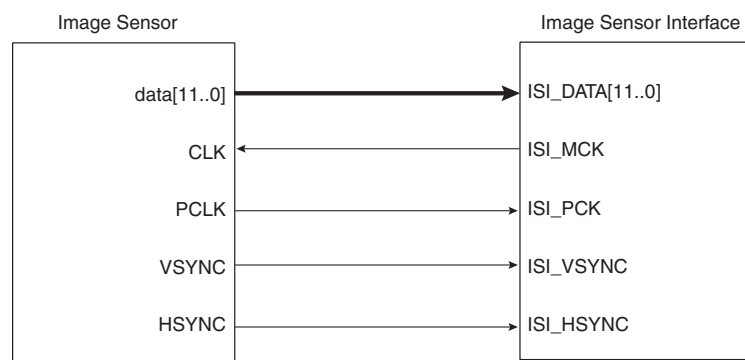 Image Sensor
Image Sensor Interface
data[11..0]
ISI_DATA[11..0]
CLK
ISI_MCK
PCLK
ISI_PCK
VSYNC
ISI_VSYNC
HSYNC
ISI_HSYNC